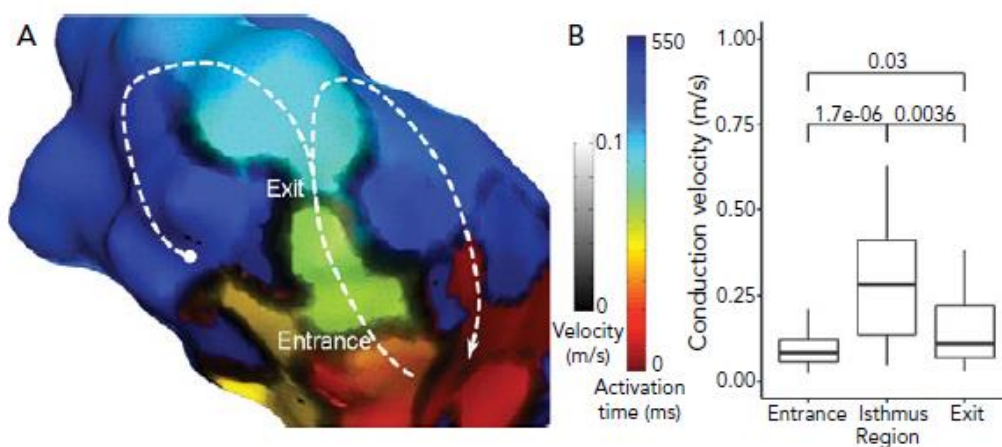 A
Exit
Entrance
0.1
0
Velocity
(m/s)
550
0
Activation
time (ms)
B
Conduction velocity (m/s)
1.00
0.75
0.50
0.25
0.00
0.03
1.7e-06 0.0036
Entrance Isthmus Exit
Region